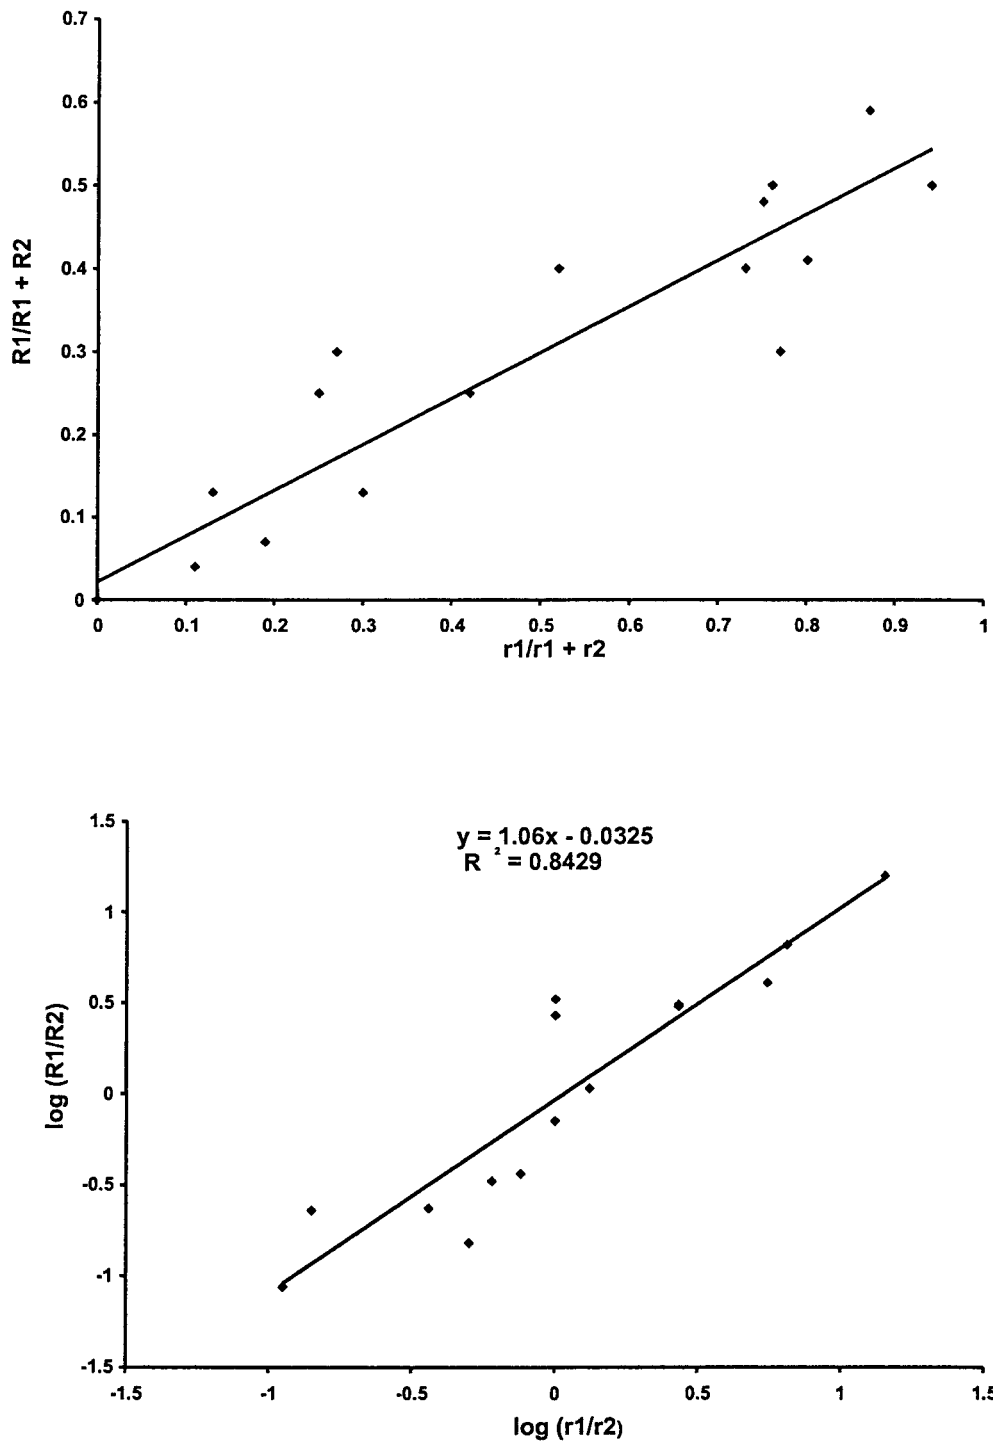 0.7
0.6
0.5
0.4
0.3
0.2
0.1
0
R1/R1 + R2
0 0.1 0.2 0.3 0.4 0.5 0.6 0.7 0.8 0.9 1
r1/r1 + r2
y = 1.06x - 0.0325
R ² = 0.8429
1.5
1
0.5
0
-0.5
-1
-1.5
log (R1/R2)
-1.5 -1 -0.5 0 0.5 1 1.5
log (r1/r2)